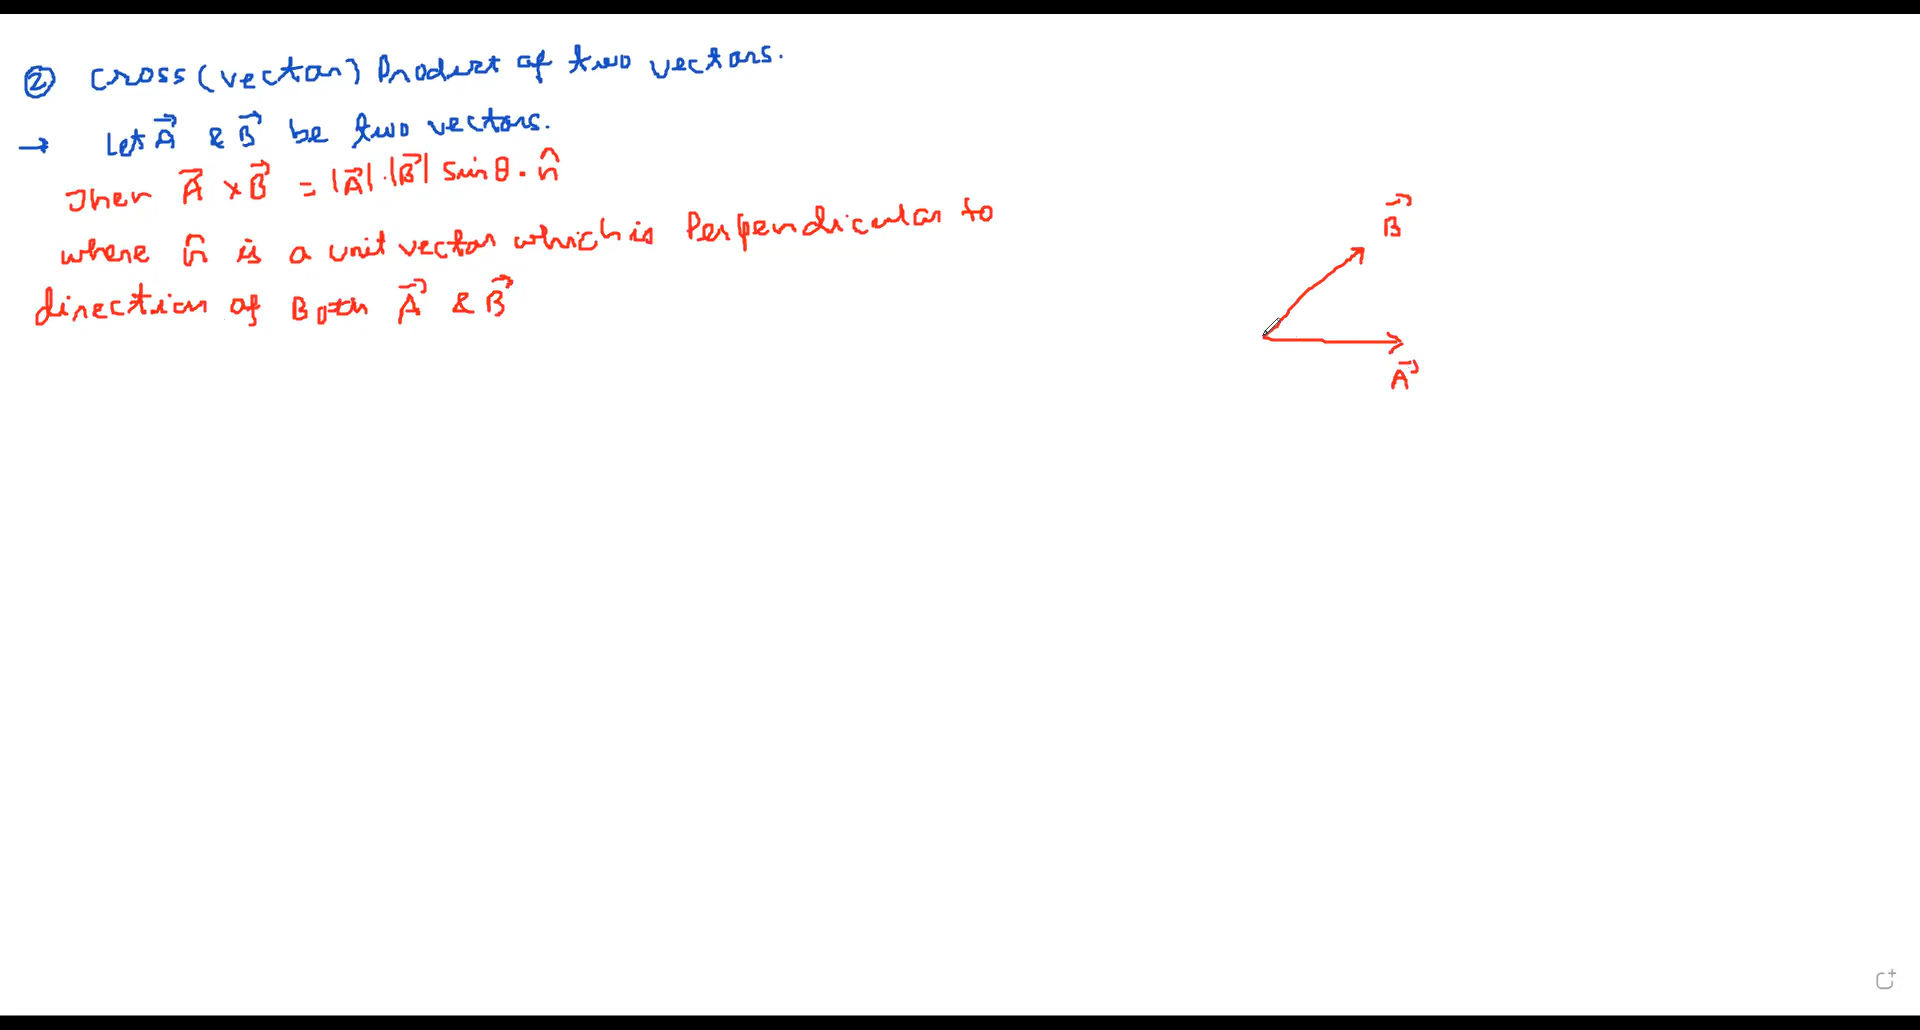 ② Cross (vector) Product of two vectors.
→ Let A⃗ & B⃗ be two vectors.
Then A⃗ × B⃗ = |A⃗|·|B⃗| sinθ · n̂
where n̂ is a unit vector which is Perpendicular to
direction of Both A⃗ & B⃗
B⃗
A⃗